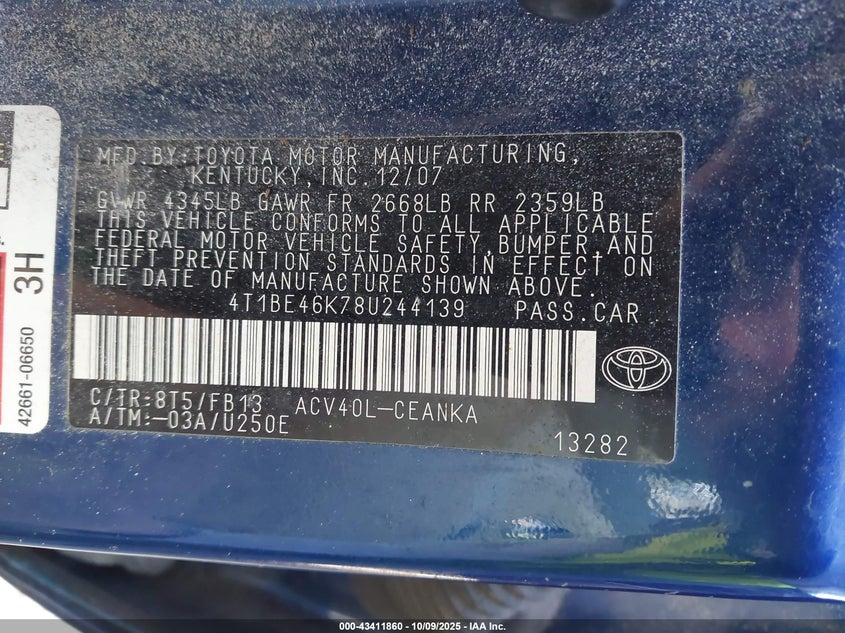 MFD.BY:TOYOTA MOTOR MANUFACTURING,
KENTUCKY,INC.12/07
GVWR 4345LB GAWR FR 2668LB RR 2359LB
THIS VEHICLE CONFORMS TO ALL APPLICABLE
FEDERAL MOTOR VEHICLE SAFETY,BUMPER,AND
THEFT PREVENTION STANDARDS IN EFFECT ON
THE DATE OF MANUFACTURE SHOWN ABOVE.
4T1BE46K78U244139 PASS.CAR
C/TR:8T5/FB13 ACV40L-CEANKA
A/TM:-03A/U250E
13282
3H
42661-06650
000-43411860 - 10/09/2025 - IAA Inc.